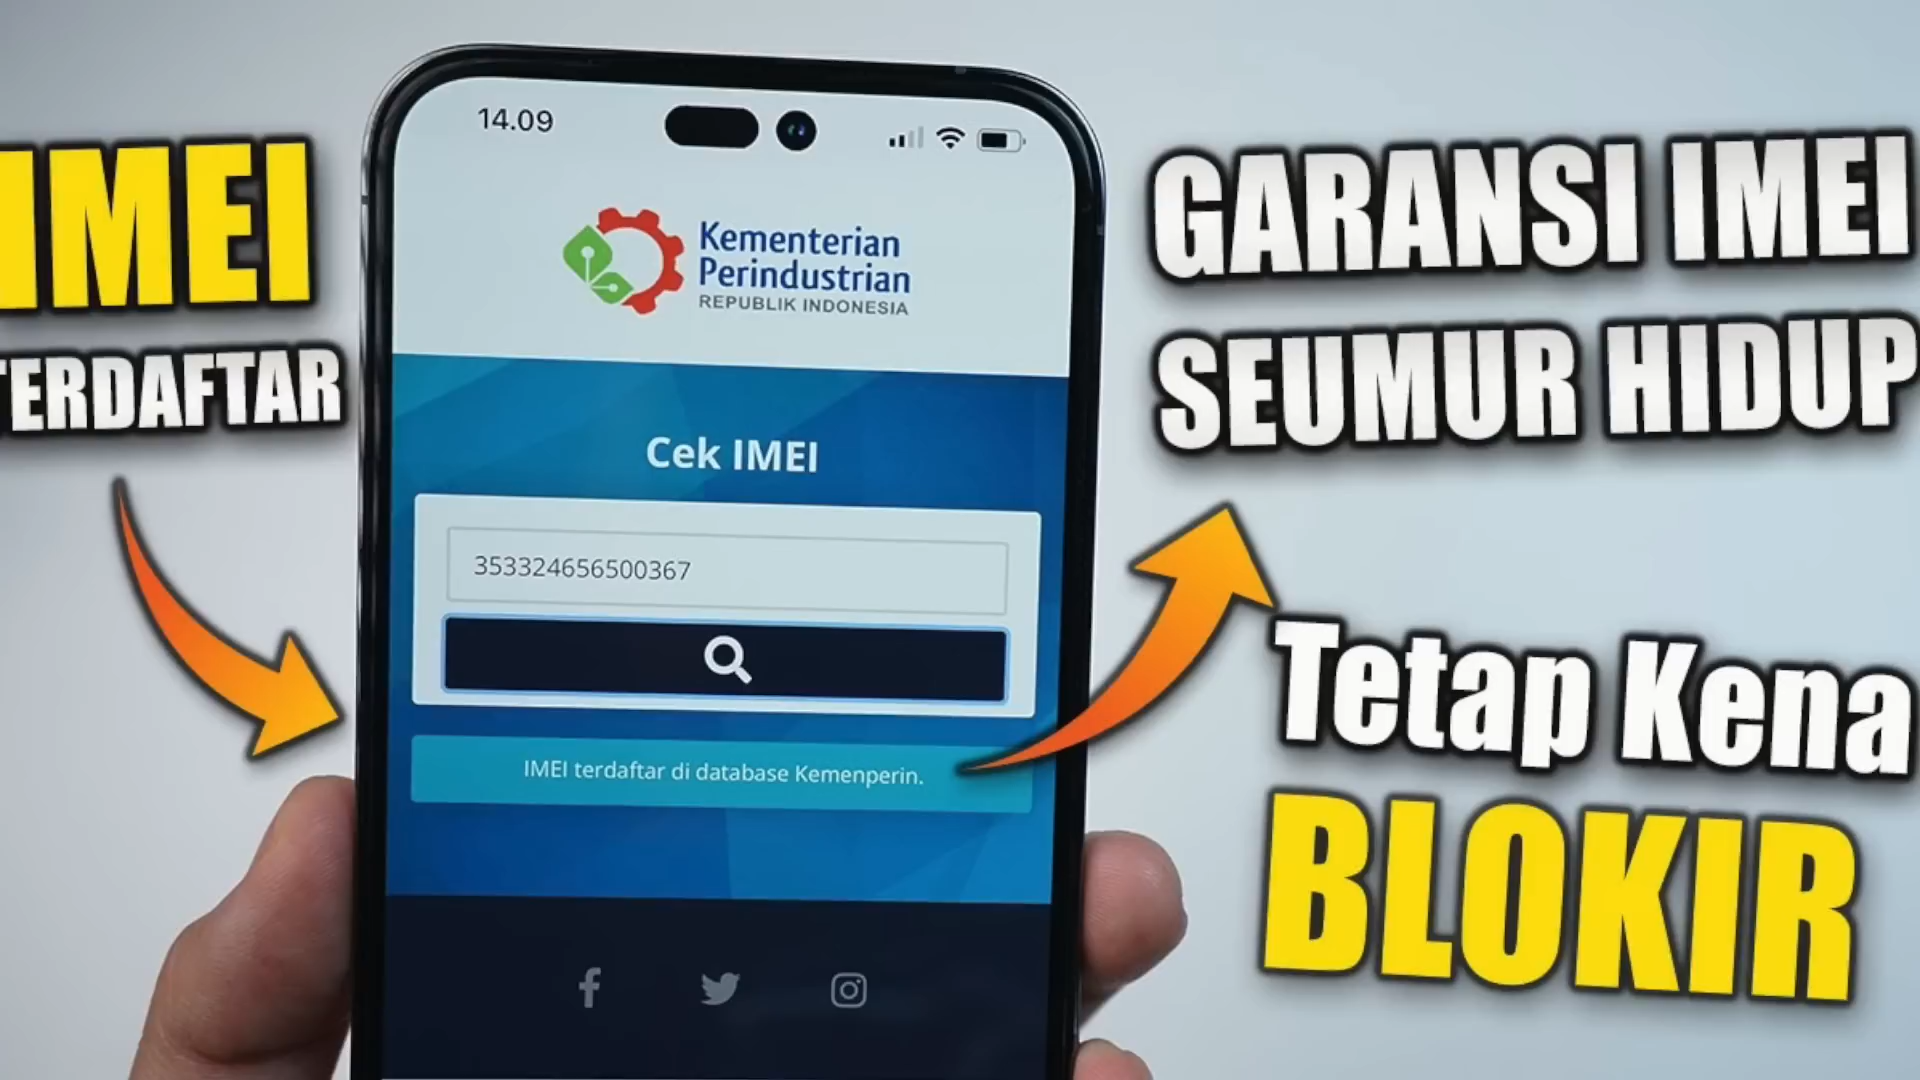 IMEI
TERDAFTAR
14.09
Kementerian
Perindustrian
REPUBLIK INDONESIA
Cek IMEI
353324656500367
IMEI terdaftar di database Kemenperin.
GARANSI IMEI
SEUMUR HIDUP
Tetap Kena
BLOKIR